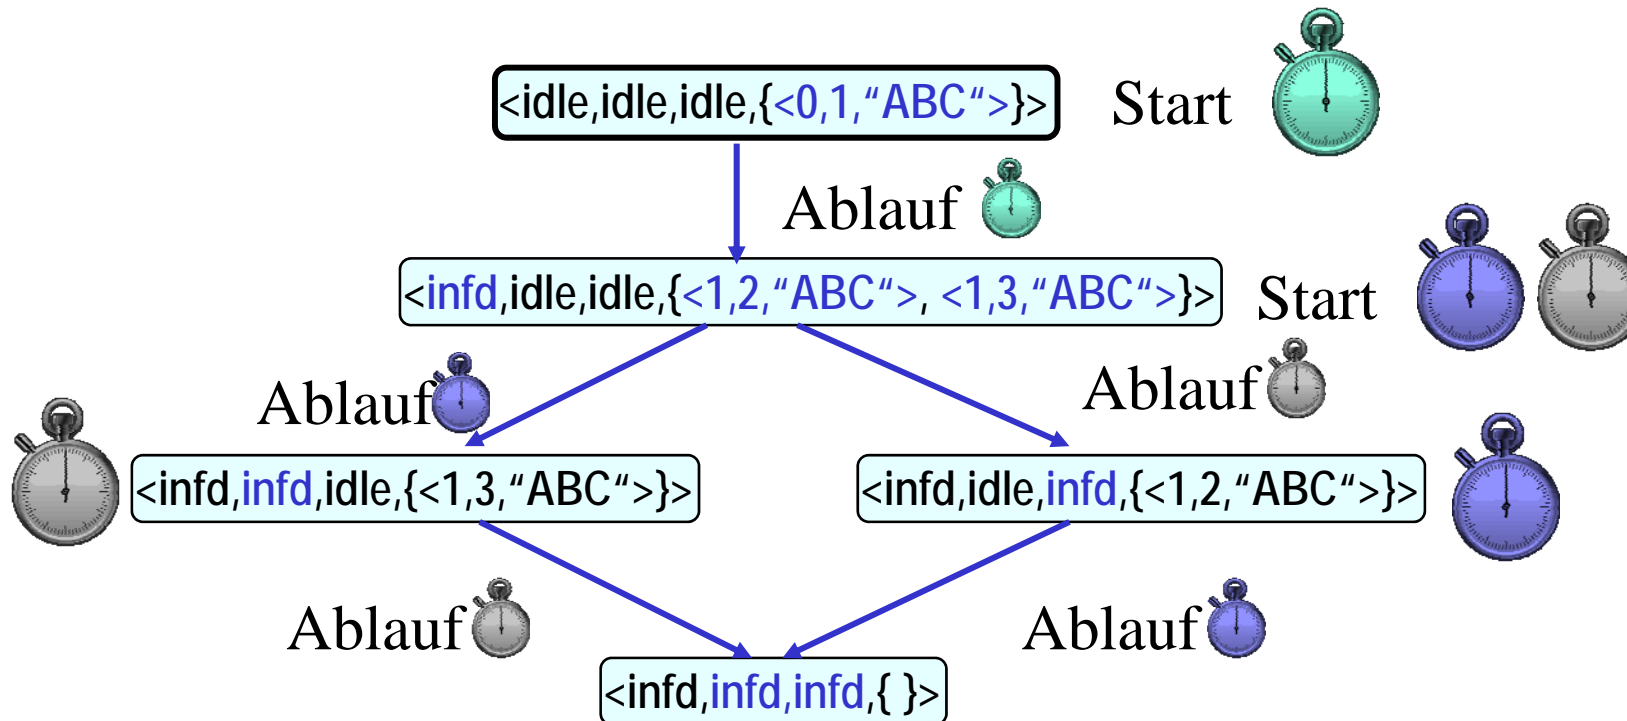 <idle,idle,idle,{<0,1,“ABC“>}>
Start
Ablauf
<infd,idle,idle,{<1,2,“ABC“>, <1,3,“ABC“>}>
Start
Ablauf
Ablauf
<infd,infd,idle,{<1,3,“ABC“>}>
<infd,idle,infd,{<1,2,“ABC“>}>
Ablauf
Ablauf
<infd,infd,infd,{ }>